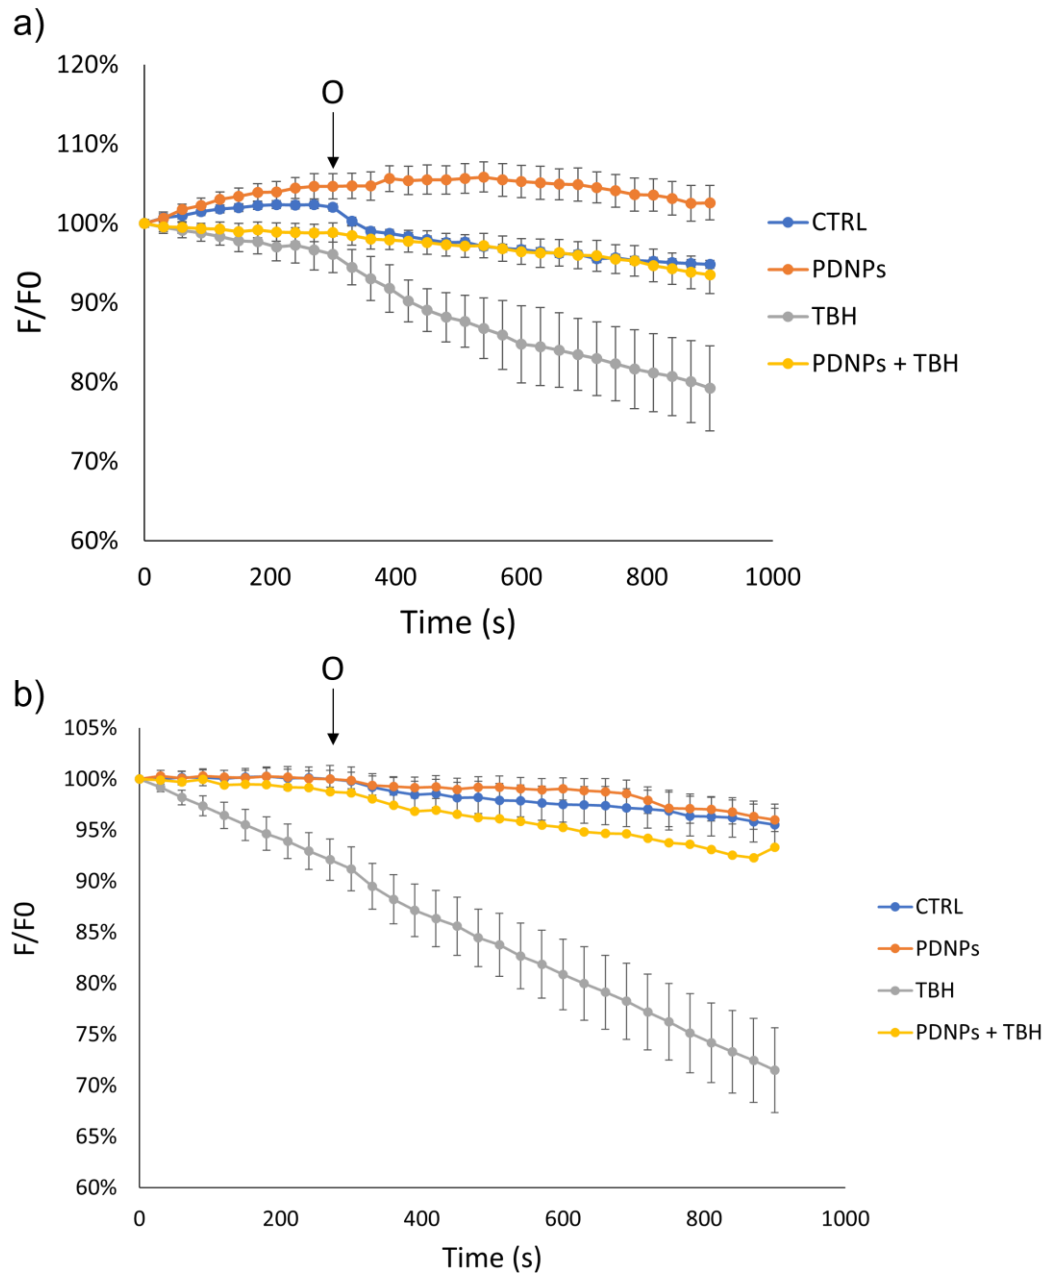 a)
120%
110%
100%
90%
80%
70%
60%
F/F0
O
0 200 400 600 800 1000
Time (s)
CTRL
PDNPs
TBH
PDNPs + TBH
b)
105%
100%
95%
90%
85%
80%
75%
70%
65%
60%
F/F0
O
0 200 400 600 800 1000
Time (s)
CTRL
PDNPs
TBH
PDNPs + TBH